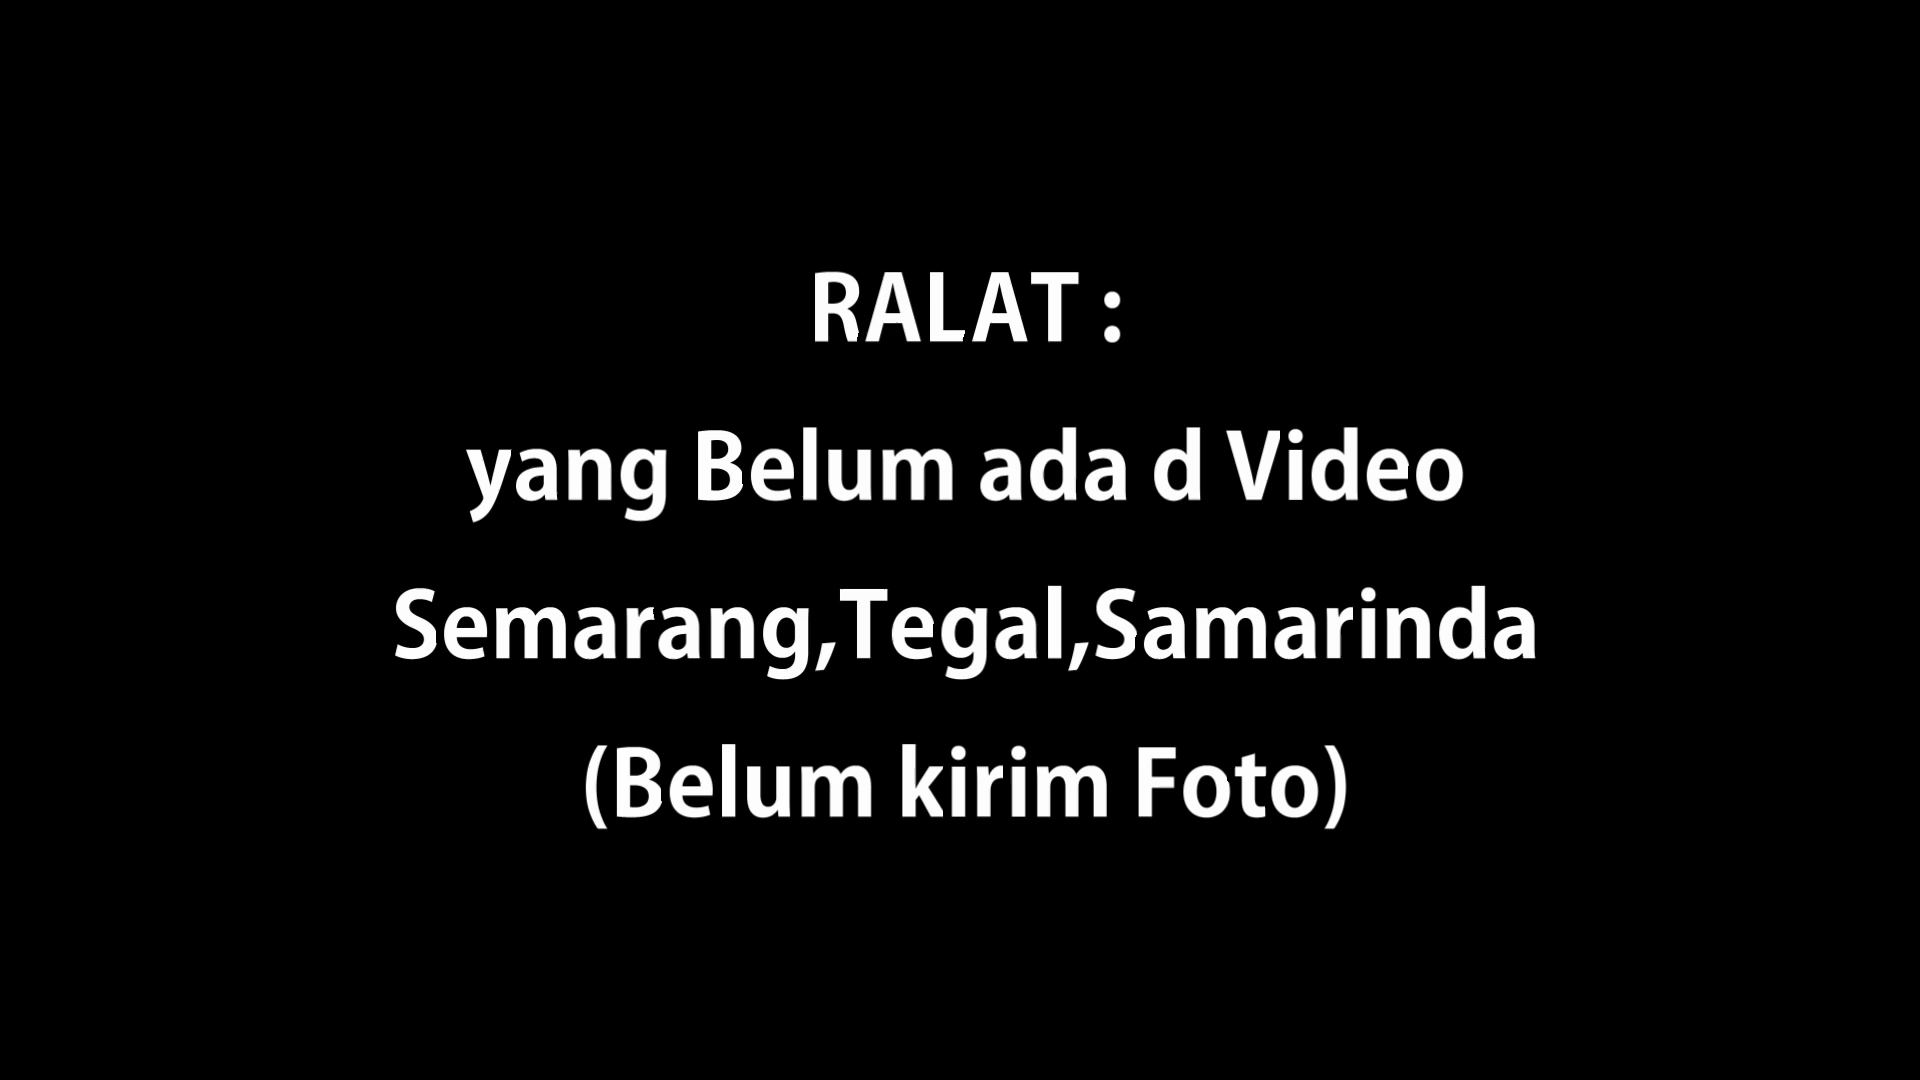 RALAT :
yang Belum ada d Video
Semarang,Tegal,Samarinda
(Belum kirim Foto)